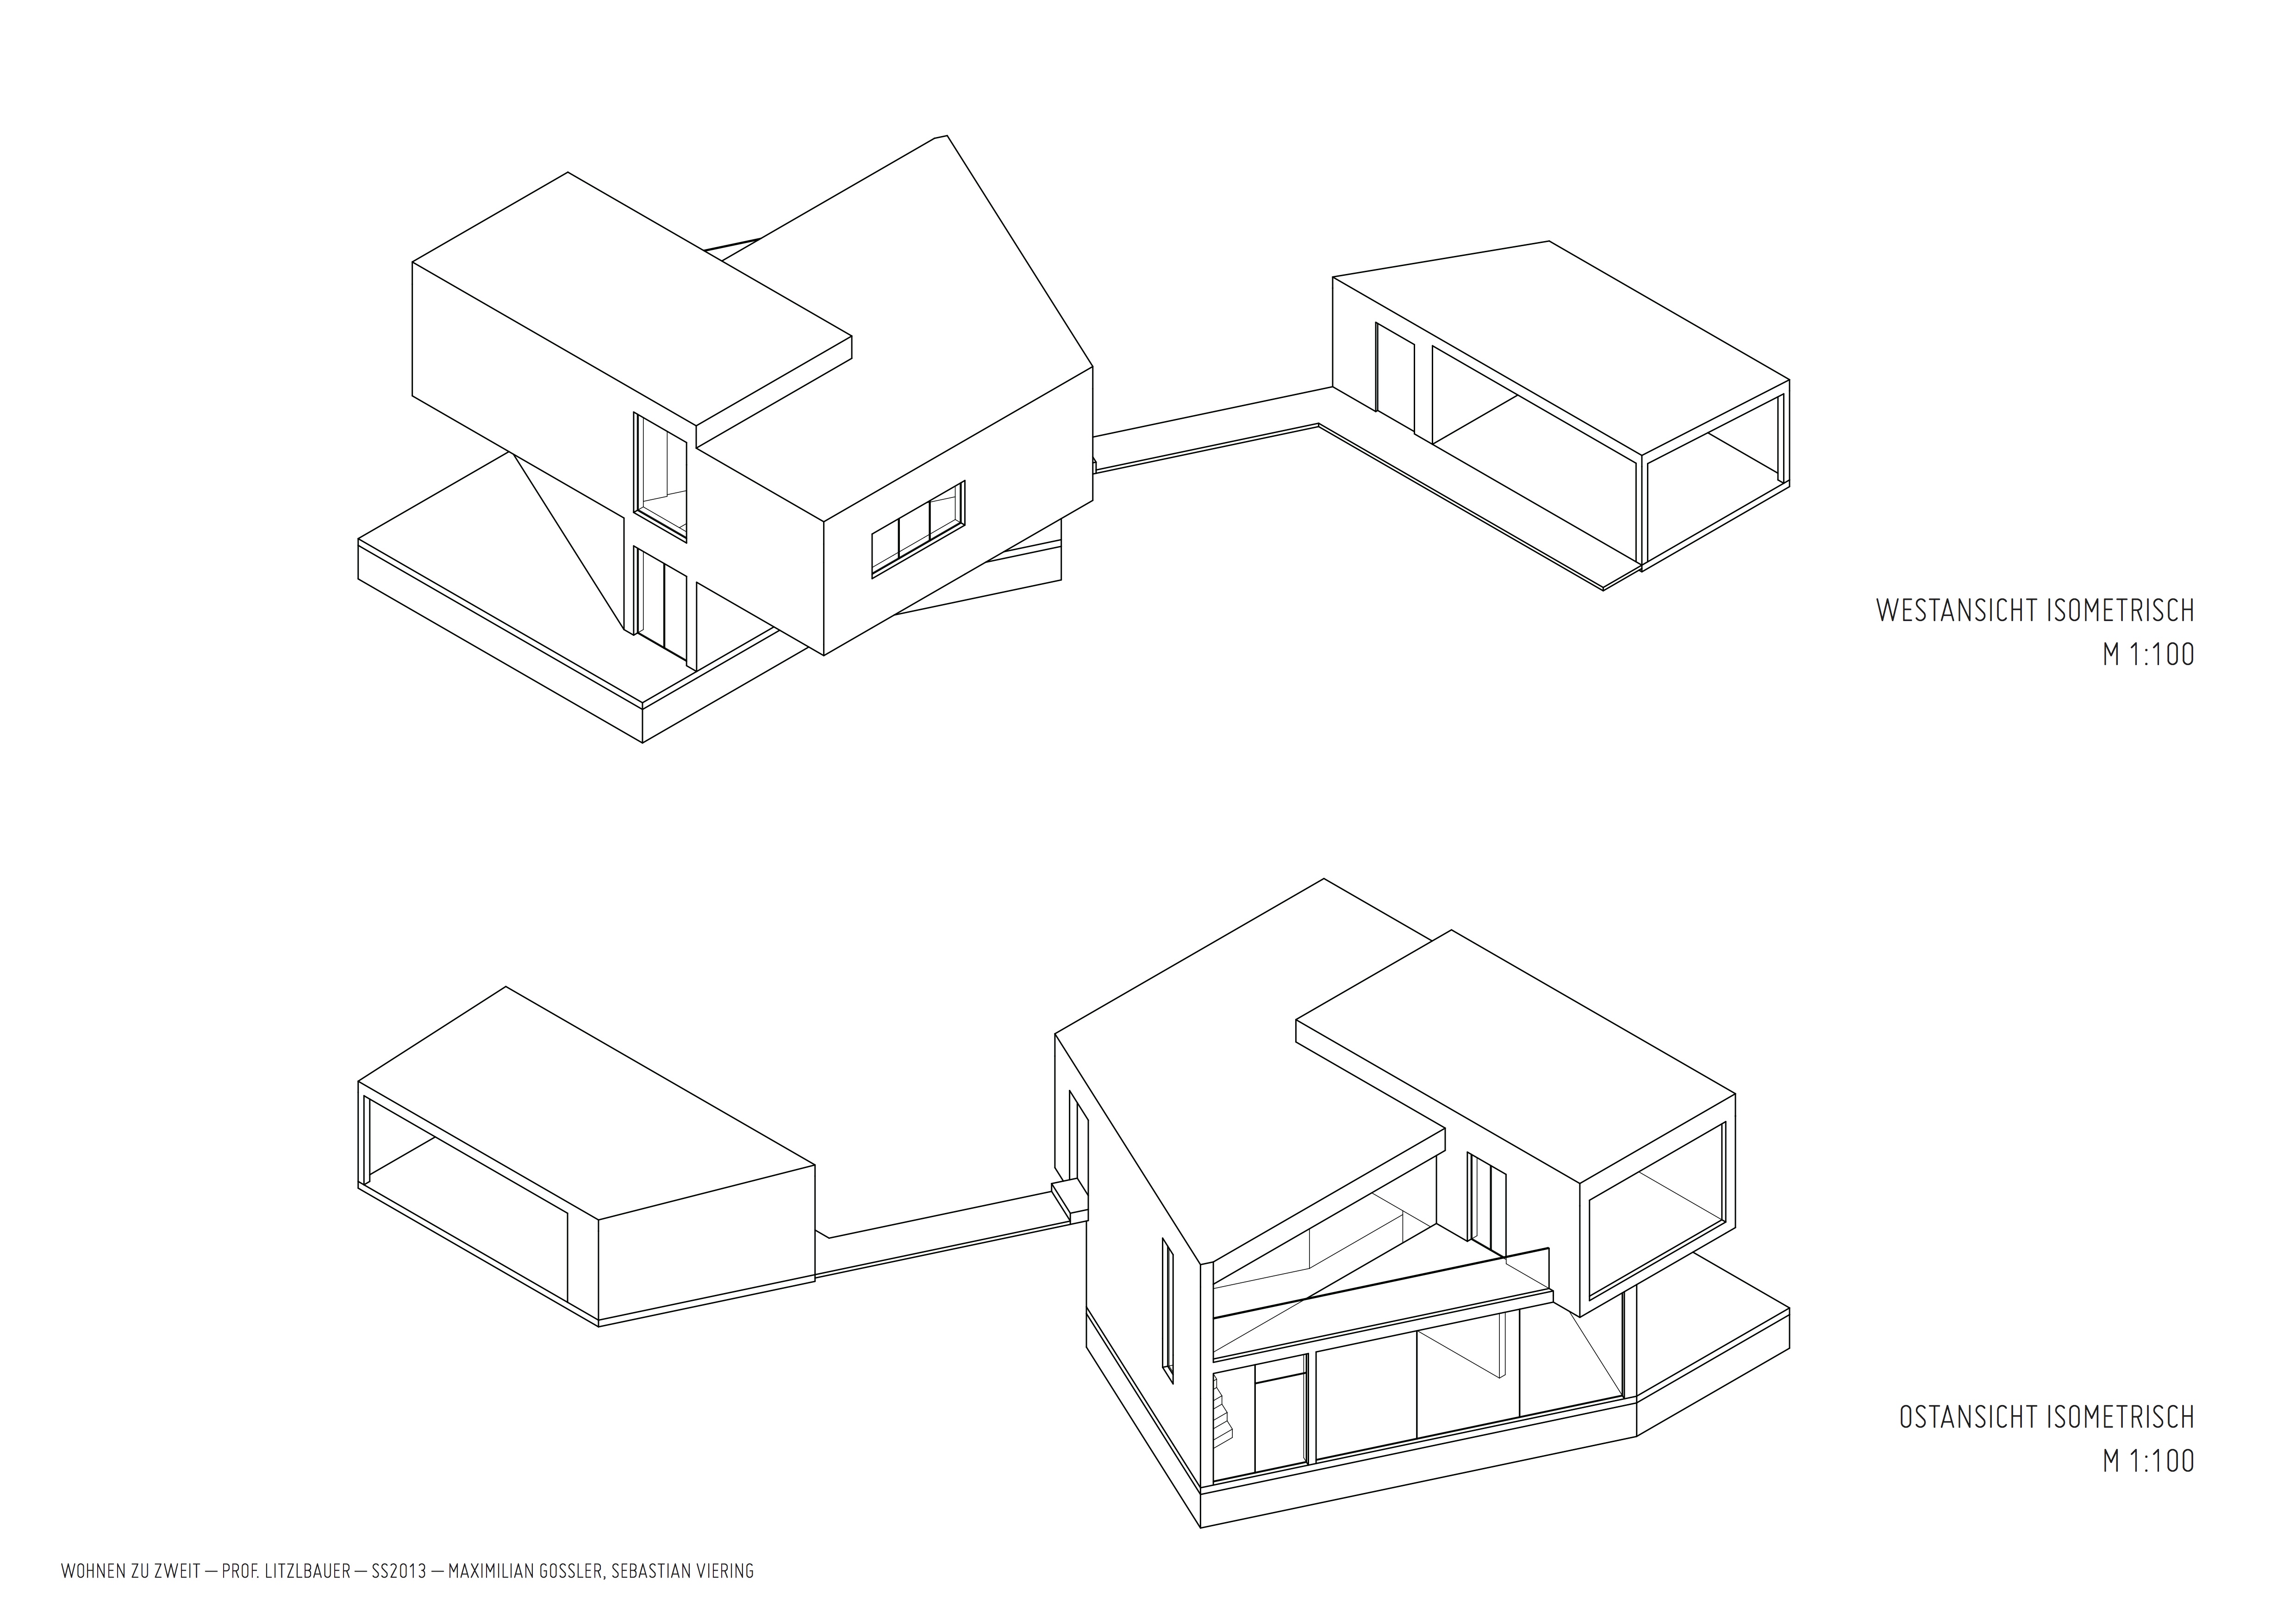 WESTANSICHT ISOMETRISCH
M 1:100
OSTANSICHT ISOMETRISCH
M 1:100
WOHNEN ZU ZWEIT — PROF. LITZLBAUER — SS2013 — MAXIMILIAN GOSSLER, SEBASTIAN VIERING